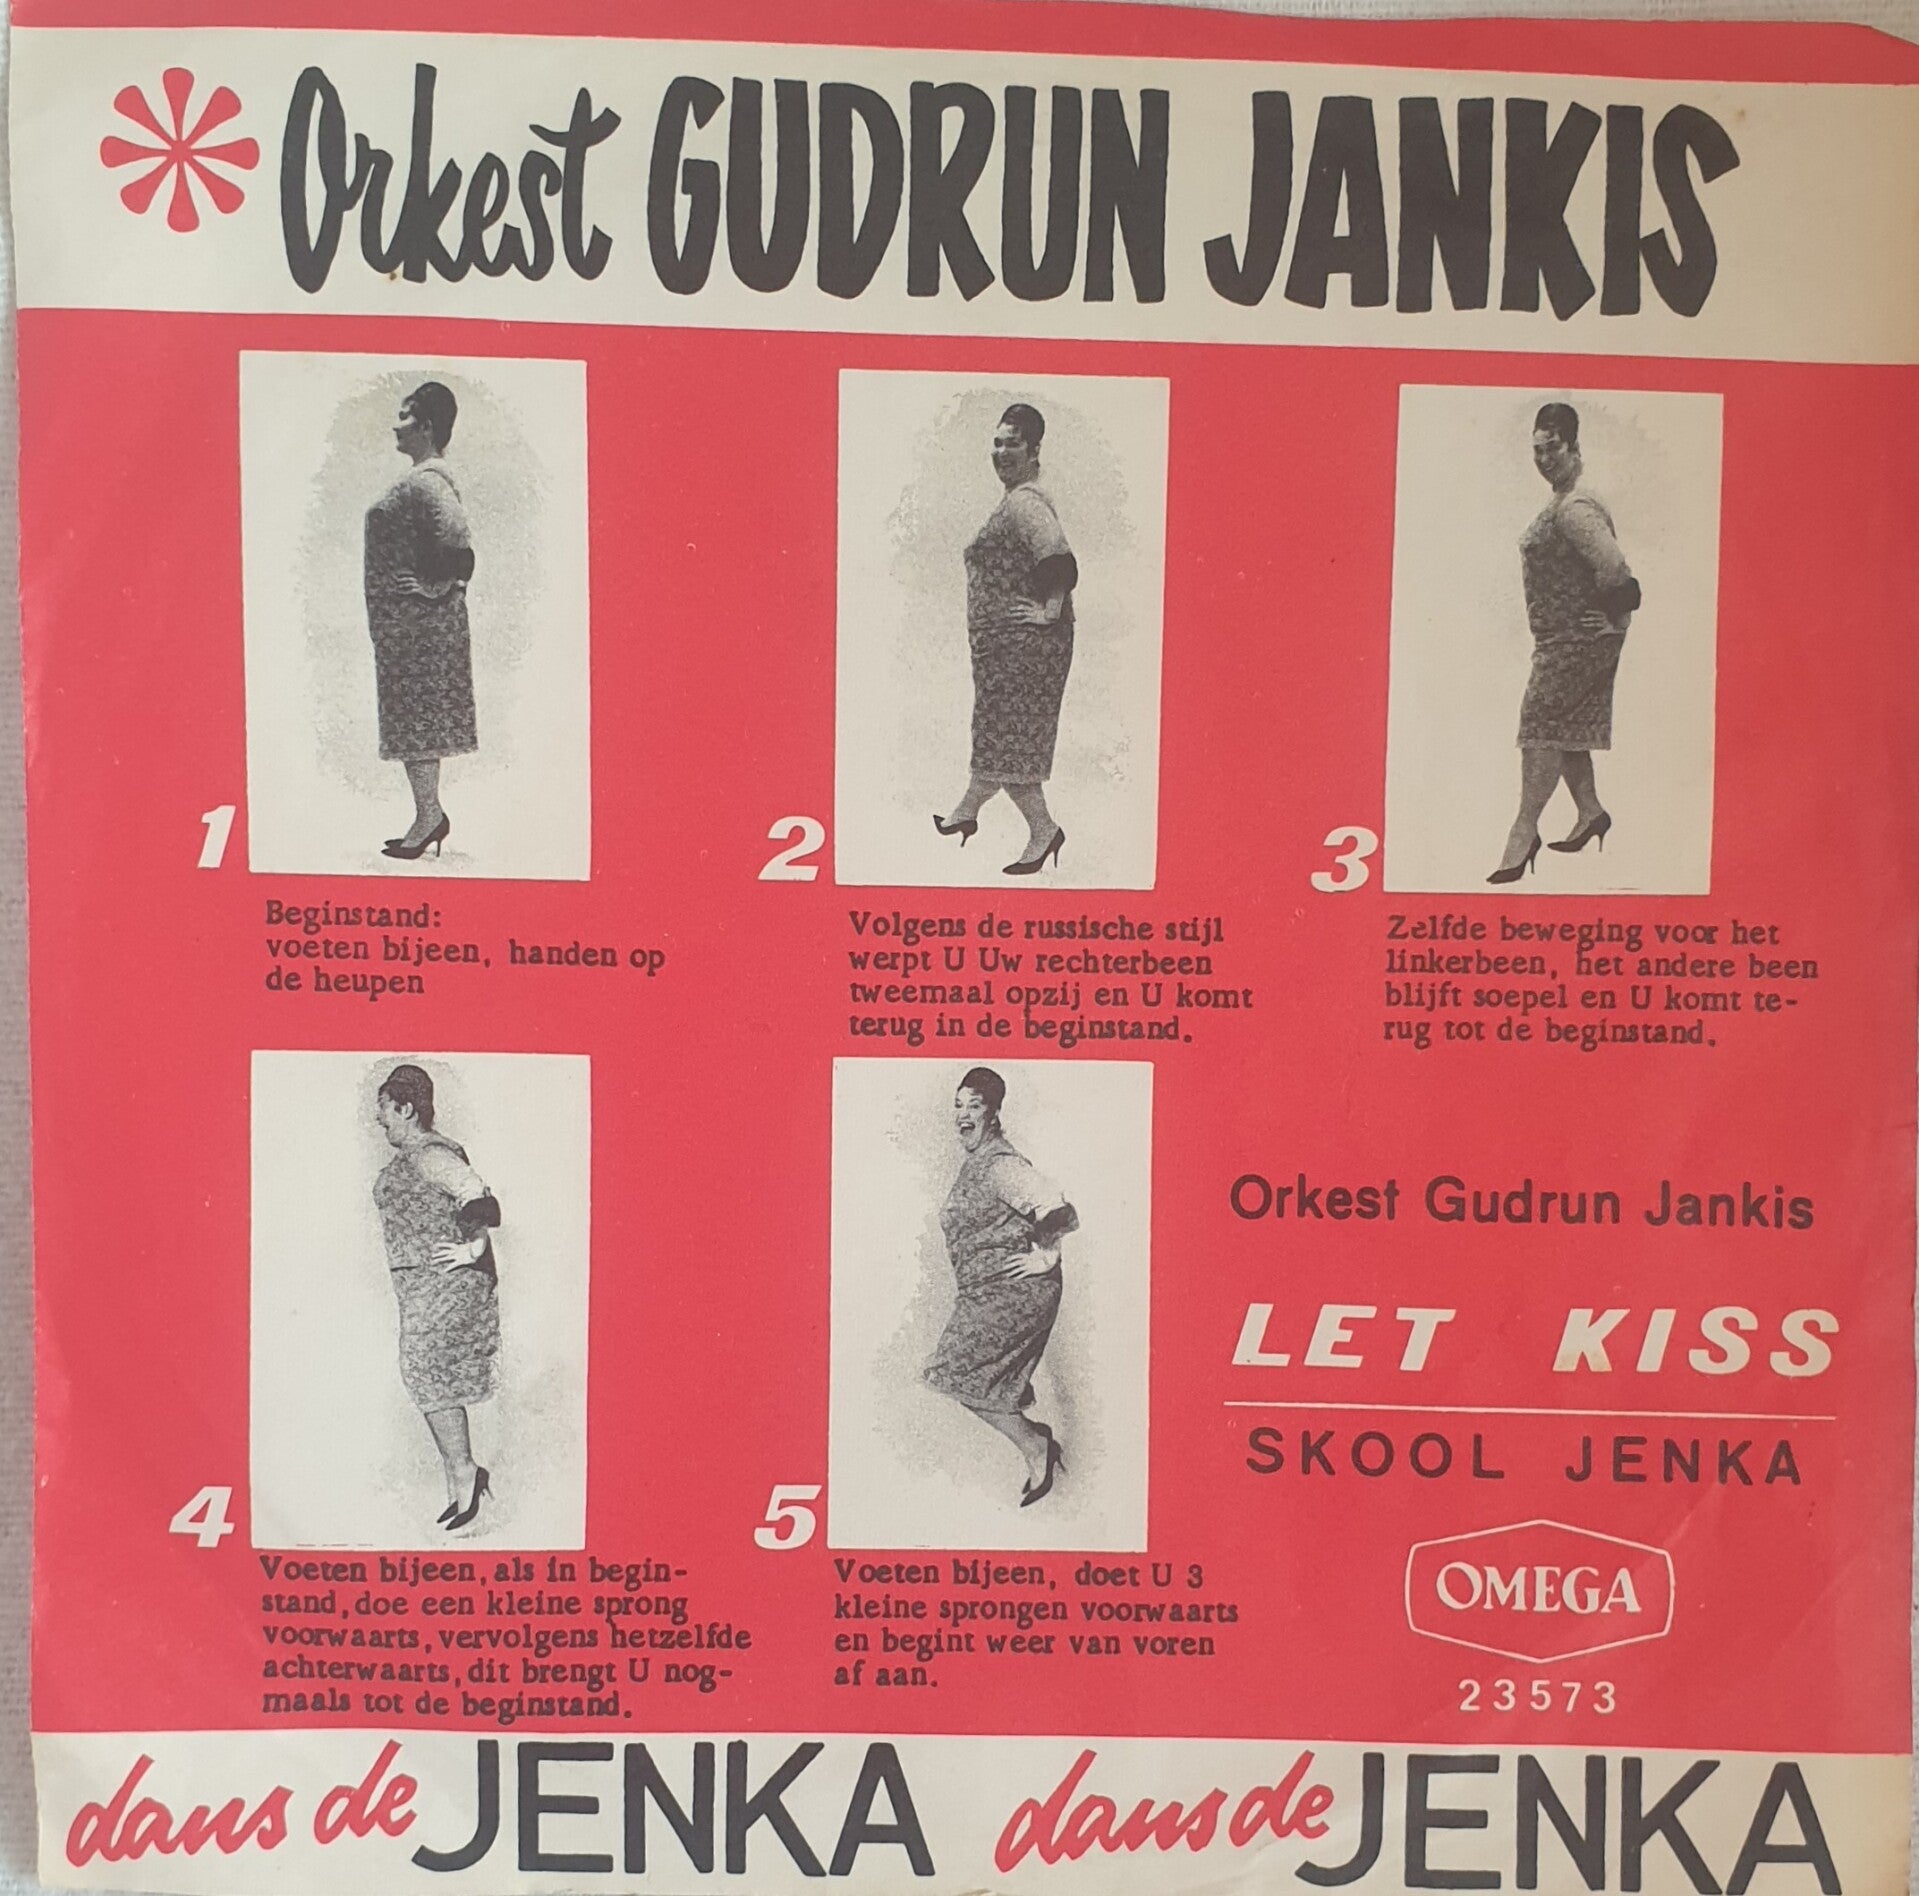 Orkest GUDRUN JANKIS
1
Beginstand:
voeten bijeen, handen op
de heupen
2
Volgens de russische stijl
werpt U Uw rechterbeen
tweemaal opzij en U komt
terug in de beginstand.
3
Zelfde beweging voor het
linkerbeen, het andere been
blijft soepel en U komt te-
rug tot de beginstand.
4
Voeten bijeen, als in begin-
stand, doe een kleine sprong
voorwaarts, vervolgens hetzelfde
achterwaarts, dit brengt U nog-
maals tot de beginstand.
5
Voeten bijeen, doet U 3
kleine sprongen voorwaarts
en begint weer van voren
af aan.
Orkest Gudrun Jankis
LET KISS
SKOOL JENKA
OMEGA
23573
dans de JENKA dans de JENKA